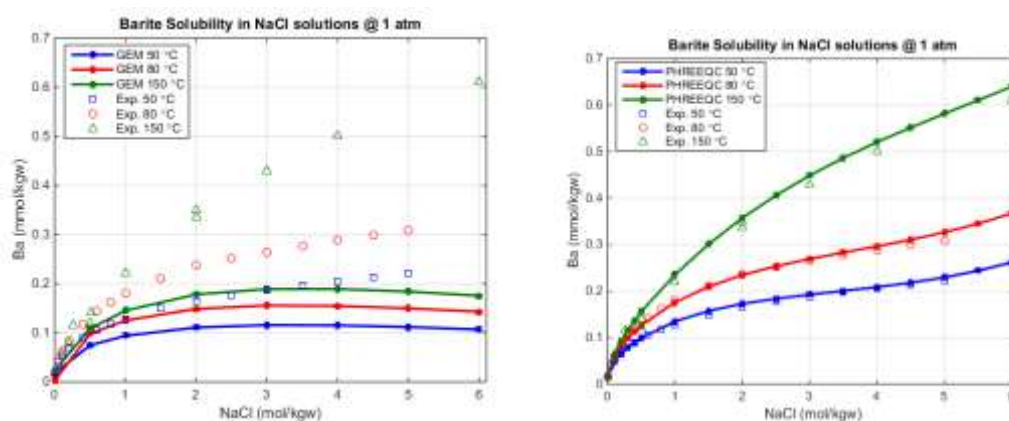 Barite Solubility in NaCl solutions @ 1 atm
0.7
0.6
0.5
0.4
0.3
0.2
0.1
0
Ba (mmol/kgw)
GEM 50 °C
GEM 80 °C
GEM 150 °C
Exp. 50 °C
Exp. 80 °C
Exp. 150 °C
0 1 2 3 4 5 6
NaCl (mol/kgw)
Barite Solubility in NaCl solutions @ 1 atm
0.7
0.6
0.5
0.4
0.3
0.2
0.1
0
Ba (mmol/kgw)
PHREEQC 50 °C
PHREEQC 80 °C
PHREEQC 150 °C
Exp. 50 °C
Exp. 80 °C
Exp. 150 °C
0 1 2 3 4 5 6
NaCl (mol/kgw)